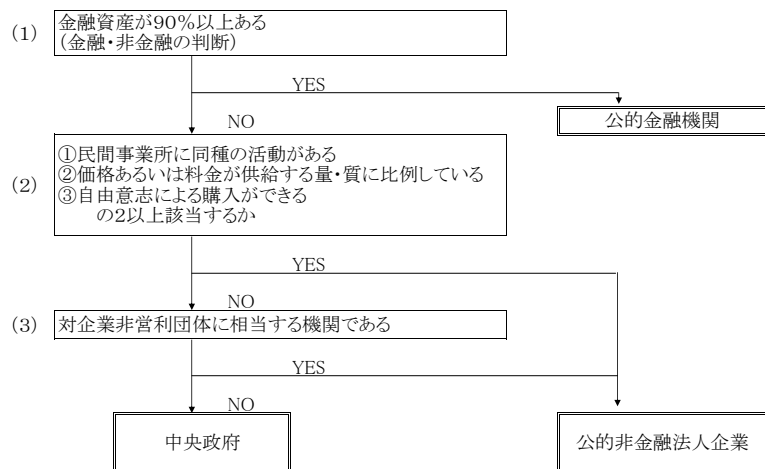 (1)
金融資産が90%以上ある
(金融・非金融の判断)
YES
NO
公的金融機関
(2)
①民間事業所に同種の活動がある
②価格あるいは料金が供給する量・質に比例している
③自由意志による購入ができる
の2以上該当するか
YES
NO
(3)
対企業非営利団体に相当する機関である
YES
NO
中央政府
公的非金融法人企業